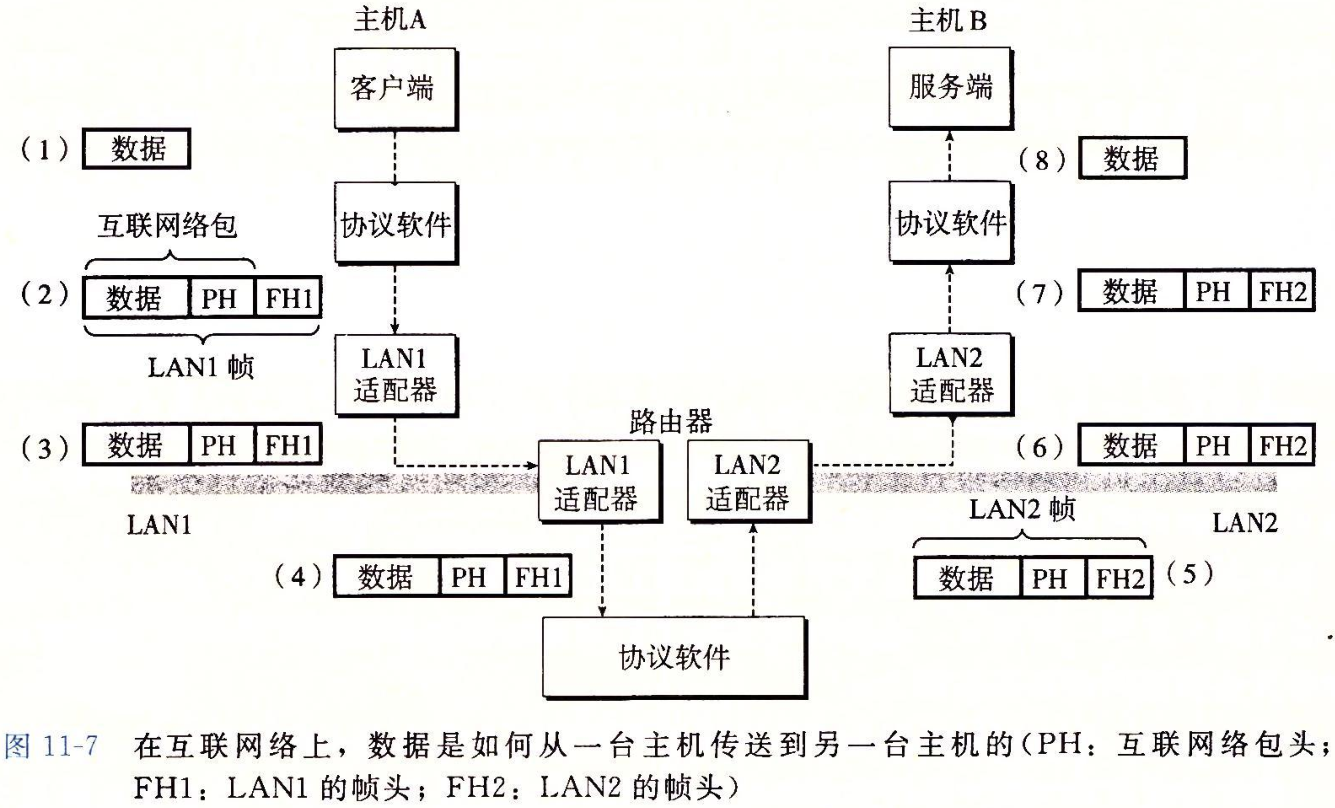 主机A
主机 B
客户端
服务端
(1) 数据
(8) 数据
协议软件
协议软件
互联网络包
(2) 数据 PH FH1
(7) 数据 PH FH2
LAN1 帧
LAN1
适配器
LAN2
适配器
路由器
(3) 数据 PH FH1
(6) 数据 PH FH2
LAN1
适配器
LAN2
适配器
LAN1
LAN2 帧
LAN2
(4) 数据 PH FH1
数据 PH FH2 (5)
协议软件
图 11-7 在互联网络上，数据是如何从一台主机传送到另一台主机的（PH：互联网络包头；
FH1：LAN1 的帧头；FH2：LAN2 的帧头）